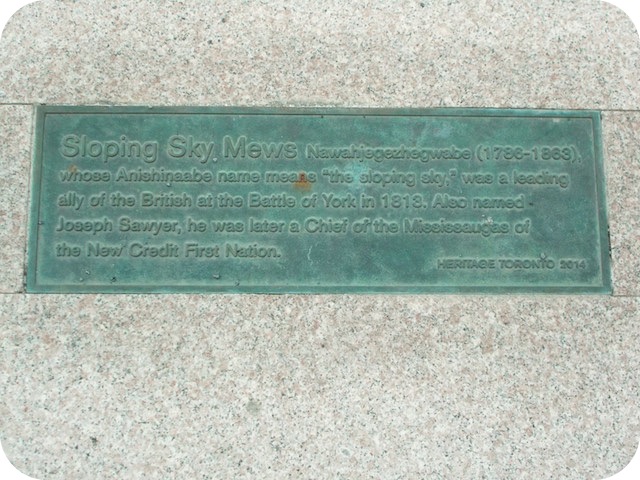 Sloping Sky Mews Nawahjegezhegwabe (1786-1863),
whose Anishinaabe name means "the sloping sky," was a leading
ally of the British at the Battle of York in 1813. Also named
Joseph Sawyer, he was later a Chief of the Mississaugas of
the New Credit First Nation.
HERITAGE TORONTO 2014